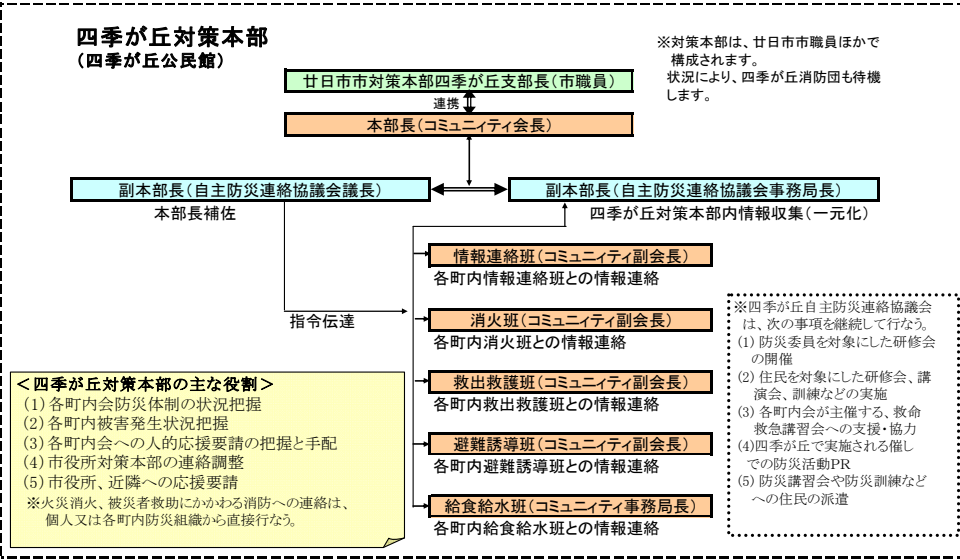 四季が丘対策本部
(四季が丘公民館)
※対策本部は、廿日市市職員ほかで
構成されます。
状況により、四季が丘消防団も待機
します。
廿日市市対策本部四季が丘支部長(市職員)
連携
本部長(コミュニティ会長)
副本部長(自主防災連絡協議会議長)
副本部長(自主防災連絡協議会事務局長)
本部長補佐
四季が丘対策本部内情報収集(一元化)
情報連絡班(コミュニティ副会長)
各町内情報連絡班との情報連絡
指令伝達
消火班(コミュニティ副会長)
各町内消火班との情報連絡
救出救護班(コミュニティ副会長)
各町内救出救護班との情報連絡
避難誘導班(コミュニティ副会長)
各町内避難誘導班との情報連絡
給食給水班(コミュニティ事務局長)
各町内給食給水班との情報連絡
<四季が丘対策本部の主な役割>
(1)各町内会防災体制の状況把握
(2)各町内被害発生状況把握
(3)各町内会への人的応援要請の把握と手配
(4)市役所対策本部の連絡調整
(5)市役所、近隣への応援要請
※火災消火、被災者救助にかかわる消防への連絡は、
個人又は各町内防災組織から直接行なう。
※四季が丘自主防災連絡協議会
は、次の事項を継続して行なう。
(1) 防災委員を対象にした研修会
の開催
(2) 住民を対象にした研修会、講
演会、訓練などの実施
(3) 各町内会が主催する、救命
救急講習会への支援・協力
(4)四季が丘で実施される催し
での防災活動PR
(5) 防災講習会や防災訓練など
への住民の派遣